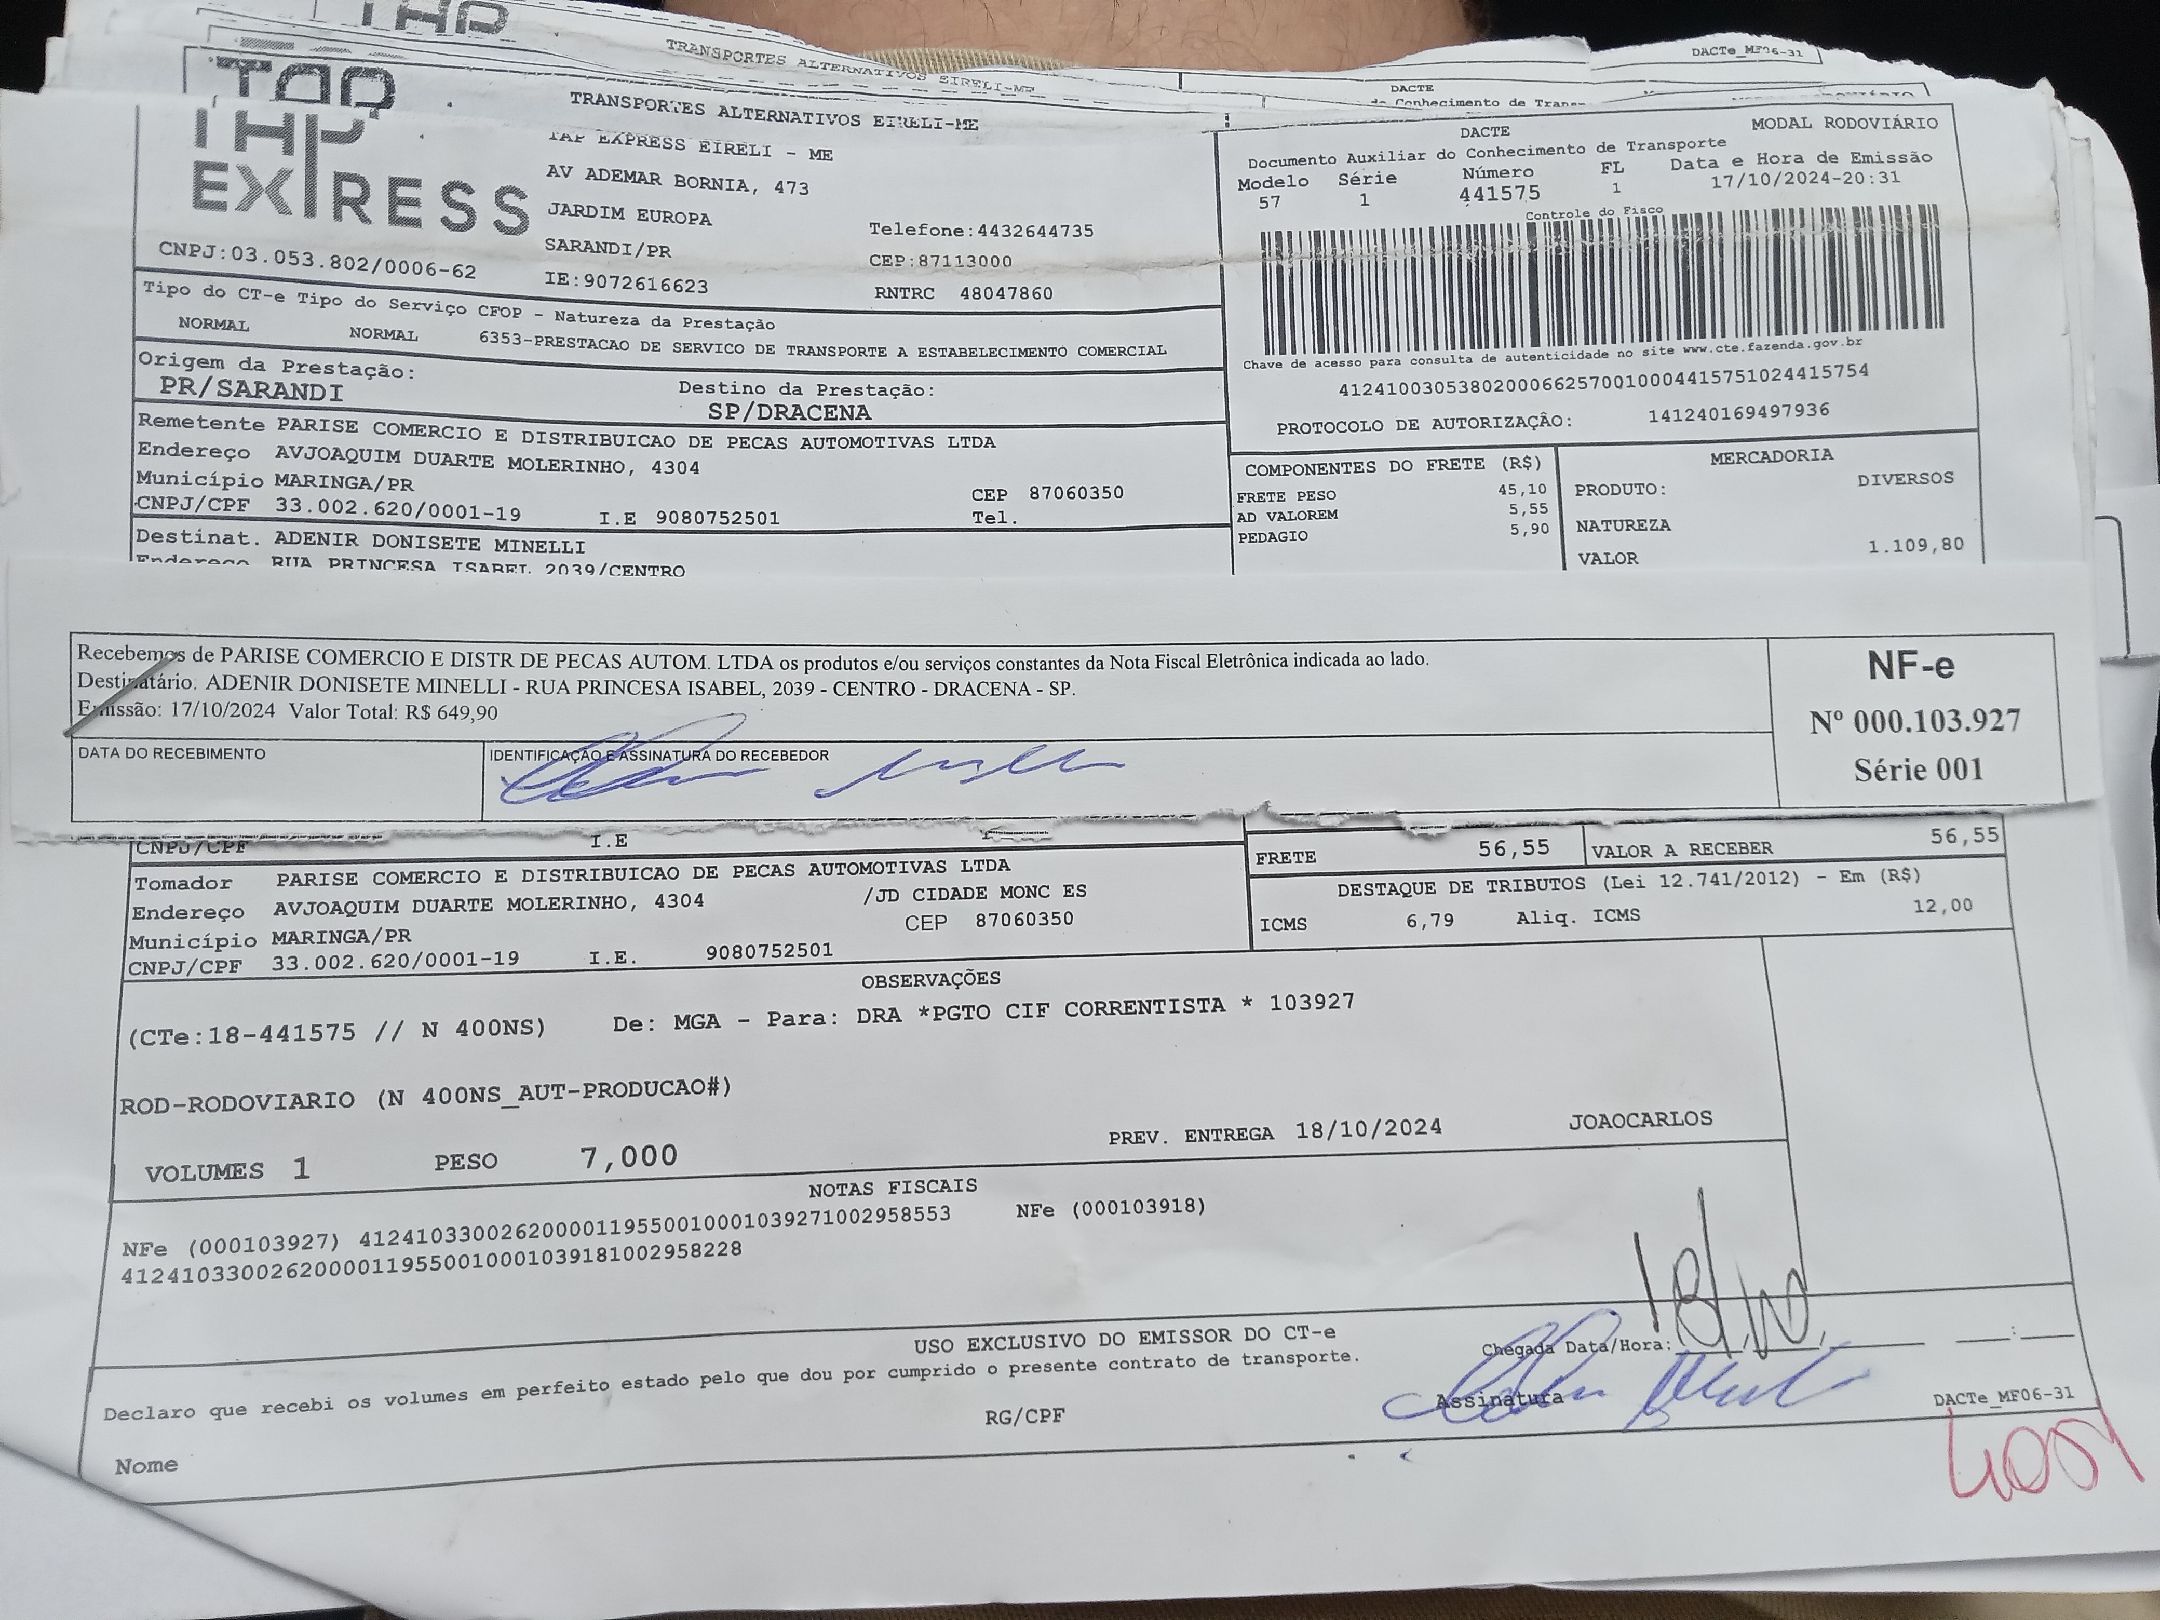 TRANSPORTES ALTERNATIVOS EIRELI-ME
DACTe_MF06-31
DACTE
TRANSPORTES ALTERNATIVOS EIRELI-ME
TAP
EXPRESS
TAP EXPRESS EIRELI - ME
AV ADEMAR BORNIA, 473
JARDIM EUROPA
Telefone:4432644735
SARANDI/PR
CEP:87113000
CNPJ:03.053.802/0006-62
IE:9072616623
RNTRC 48047860
DACTE
MODAL RODOVIÁRIO
Documento Auxiliar do Conhecimento de Transporte
Modelo Série Número FL Data e Hora de Emissão
57 1 441575 1 17/10/2024-20:31
Controle do Fisco
Chave de acesso para consulta de autenticidade no site www.cte.fazenda.gov.br
41241003053802000662570010004415751024415754
PROTOCOLO DE AUTORIZAÇÃO: 141240169497936
Tipo do CT-e Tipo do Serviço CFOP - Natureza da Prestação
NORMAL NORMAL 6353-PRESTACAO DE SERVICO DE TRANSPORTE A ESTABELECIMENTO COMERCIAL
Origem da Prestação: Destino da Prestação:
PR/SARANDI SP/DRACENA
Remetente PARISE COMERCIO E DISTRIBUICAO DE PECAS AUTOMOTIVAS LTDA
Endereço AVJOAQUIM DUARTE MOLERINHO, 4304
Município MARINGA/PR CEP 87060350
CNPJ/CPF 33.002.620/0001-19 I.E 9080752501 Tel.
Destinat. ADENIR DONISETE MINELLI
Endereço RUA PRINCESA ISABEL 2039/CENTRO
COMPONENTES DO FRETE (R$)
FRETE PESO 45,10
AD VALOREM 5,55
PEDAGIO 5,90
MERCADORIA
PRODUTO: DIVERSOS
NATUREZA
VALOR 1.109,80
Recebemos de PARISE COMERCIO E DISTR DE PECAS AUTOM. LTDA os produtos e/ou serviços constantes da Nota Fiscal Eletrônica indicada ao lado.
Destinatário: ADENIR DONISETE MINELLI - RUA PRINCESA ISABEL, 2039 - CENTRO - DRACENA - SP.
Emissão: 17/10/2024 Valor Total: R$ 649,90
DATA DO RECEBIMENTO
IDENTIFICAÇÃO E ASSINATURA DO RECEBEDOR
NF-e
Nº 000.103.927
Série 001
CNPJ/CPF I.E
FRETE 56,55 VALOR A RECEBER 56,55
Tomador PARISE COMERCIO E DISTRIBUICAO DE PECAS AUTOMOTIVAS LTDA
Endereço AVJOAQUIM DUARTE MOLERINHO, 4304 /JD CIDADE MONC ES
Município MARINGA/PR CEP 87060350
CNPJ/CPF 33.002.620/0001-19 I.E. 9080752501
DESTAQUE DE TRIBUTOS (Lei 12.741/2012) - Em (R$)
ICMS 6,79 Aliq. ICMS 12,00
OBSERVAÇÕES
(CTe:18-441575 // N 400NS) De: MGA - Para: DRA *PGTO CIF CORRENTISTA * 103927
ROD-RODOVIARIO (N 400NS_AUT-PRODUCAO#)
VOLUMES 1 PESO 7,000 PREV. ENTREGA 18/10/2024 JOAOCARLOS
NOTAS FISCAIS
NFe (000103927) 41241033002620000119550010001039271002958553 NFe (000103918)
41241033002620000119550010001039181002958228
USO EXCLUSIVO DO EMISSOR DO CT-e
18/10
Chegada Data/Hora:
Declaro que recebi os volumes em perfeito estado pelo que dou por cumprido o presente contrato de transporte.
Assinatura
RG/CPF
DACTe_MF06-31
Nome